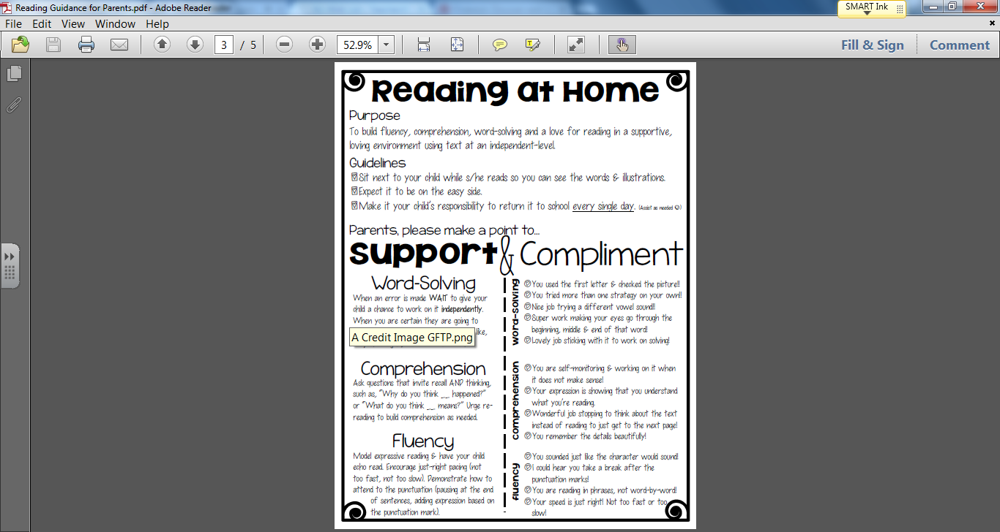 Reading Guidance for Parents.pdf - Adobe Reader
SMART Ink
File Edit View Window Help
3 / 5
52.9%
Fill & Sign
Comment
Reading at Home
Purpose
To build fluency, comprehension, word-solving and a love for reading in a supportive,
loving environment using text at an independent-level.
Guidelines
Sit next to your child while s/he reads so you can see the words & illustrations.
Expect it to be on the easy side.
Make it your child's responsibility to return it to school every single day. (Assist as needed ☺)
Parents, please make a point to...
Support & Compliment
Word-Solving
When an error is made WAIT to give your
child a chance to work on it independently.
When you are certain they are going to
like,
A Credit Image GFTP.png
Comprehension
Ask questions that invite recall AND thinking,
such as, "Why do you think __ happened?"
or "What do you think __ means?" Urge re-
reading to build comprehension as needed.
Fluency
Model expressive reading & have your child
echo read. Encourage just-right pacing (not
too fast, not too slow). Demonstrate how to
attend to the punctuation (pausing at the end
of sentences, adding expression based on
the punctuation mark).
word-solving
☺You used the first letter & checked the picture!!
☺You tried more than one strategy on your own!!
☺Nice job trying a different vowel sound!!
☺Super work making your eyes go through the
beginning, middle & end of that word!
☺Lovely job sticking with it to work on solving!
comprehension
☺You are self-monitoring & working on it when
it does not make sense!
☺Your expression is showing that you understand
what you're reading.
☺Wonderful job stopping to think about the text
instead of reading to just get to the next page!
☺You remember the details beautifully!
fluency
☺You sounded just like the character would sound!
☺I could hear you take a break after the
punctuation marks!
☺You are reading in phrases, not word-by-word!
☺Your speed is just right! Not too fast or too
slow!